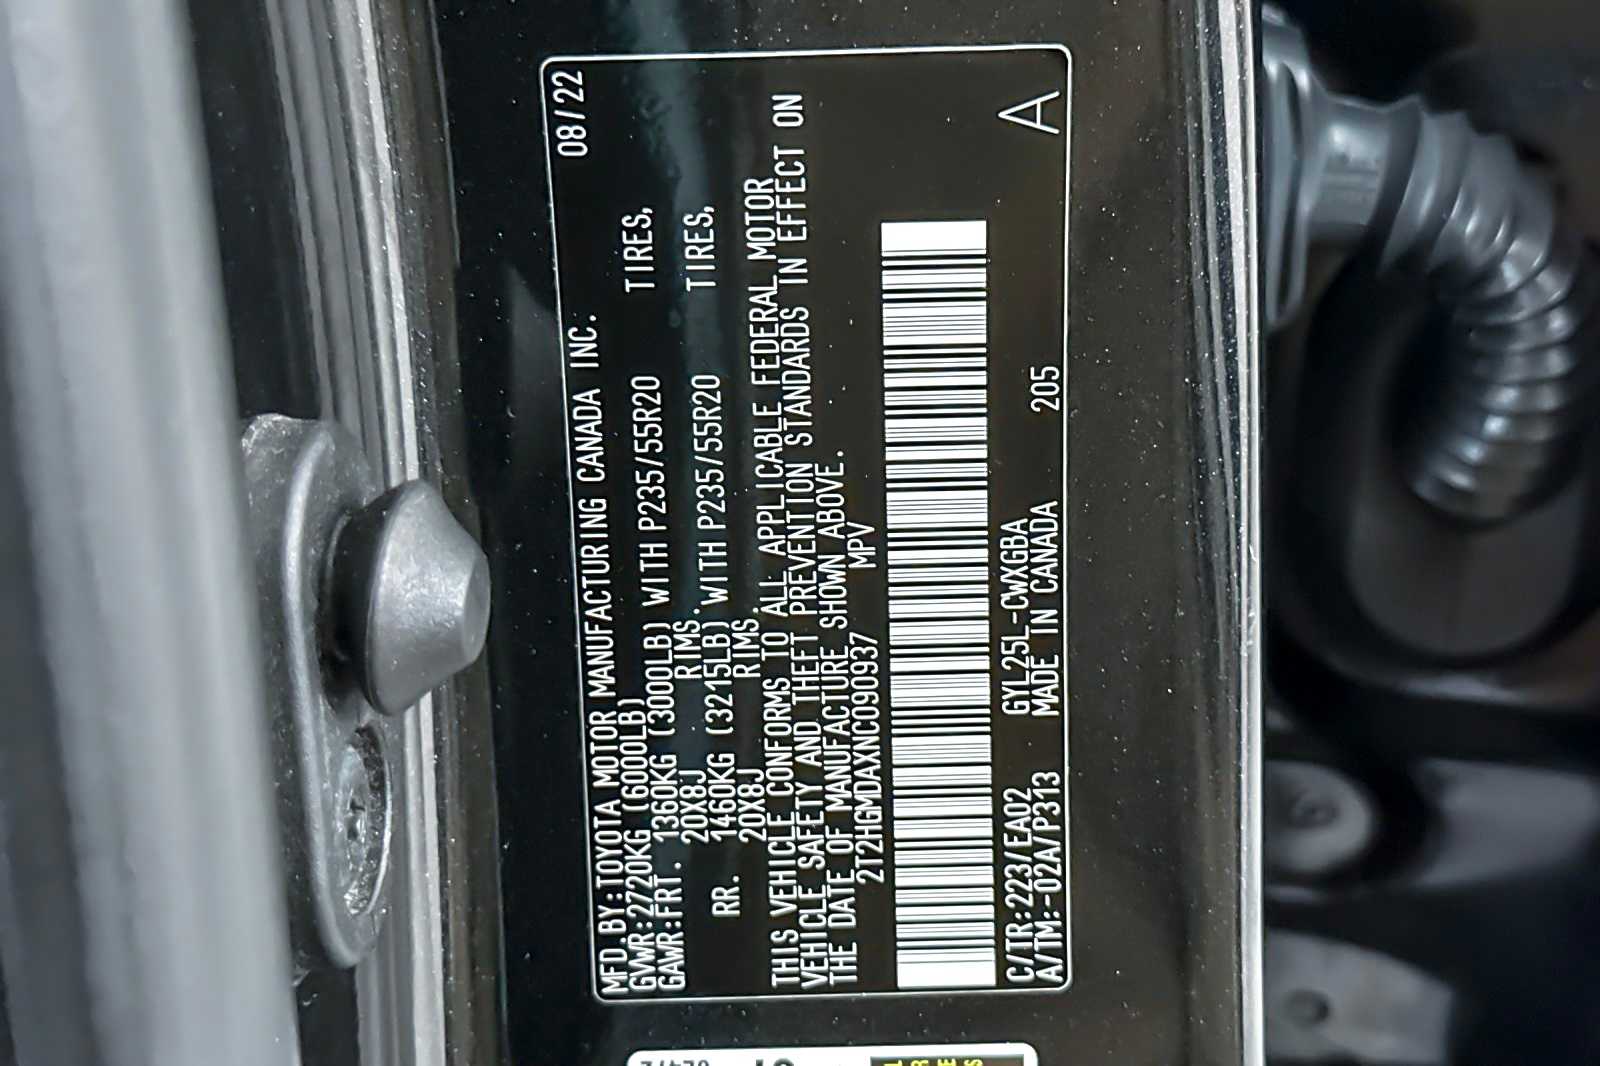 MFD.BY:TOYOTA MOTOR MANUFACTURING CANADA INC. 08/22
GVWR:2720KG (6000LB)
GAWR:FRT. 1360KG (3000LB) WITH P235/55R20 TIRES,
20X8J RIMS.
RR. 1460KG (3215LB) WITH P235/55R20 TIRES,
20X8J RIMS.
THIS VEHICLE CONFORMS TO ALL APPLICABLE FEDERAL MOTOR
VEHICLE SAFETY AND THEFT PREVENTION STANDARDS IN EFFECT ON
THE DATE OF MANUFACTURE SHOWN ABOVE.
2T2HGMDAXNC090937 MPV
C/TR:223/EA02 GYL25L-CWXGBA
A/TM:-02A/P313 MADE IN CANADA 205 A